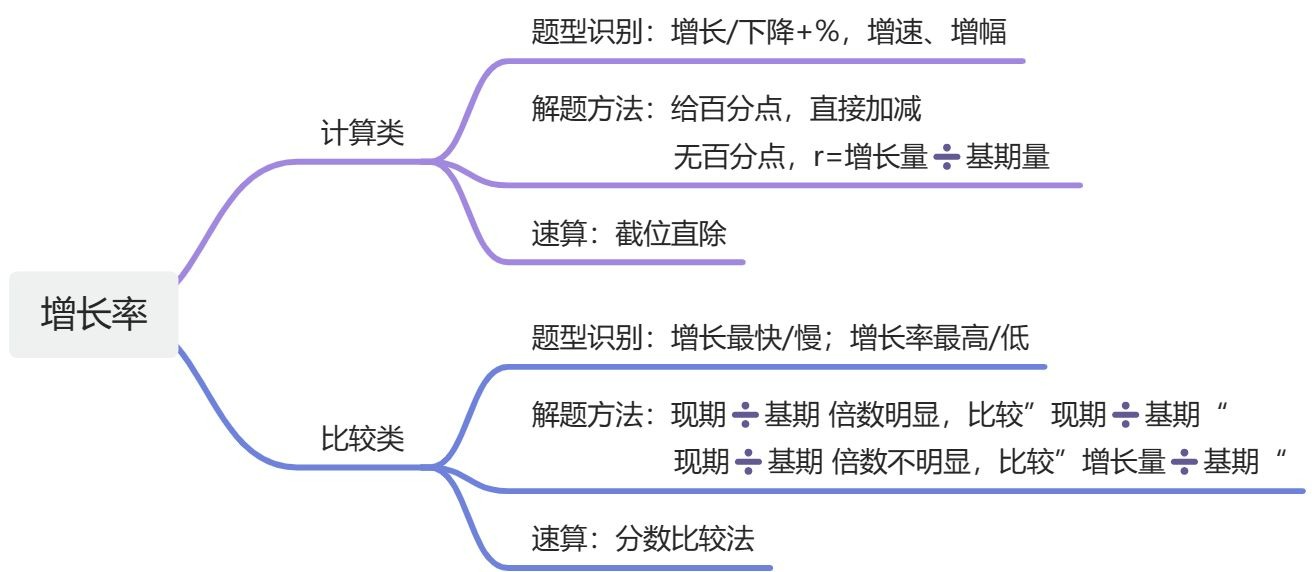 增长率
计算类
题型识别：增长/下降+%，增速、增幅
解题方法：给百分点，直接加减
无百分点，r=增长量➗基期量
速算：截位直除
比较类
题型识别：增长最快/慢；增长率最高/低
解题方法：现期➗基期 倍数明显，比较”现期➗基期“
现期➗基期 倍数不明显，比较”增长量➗基期“
速算：分数比较法